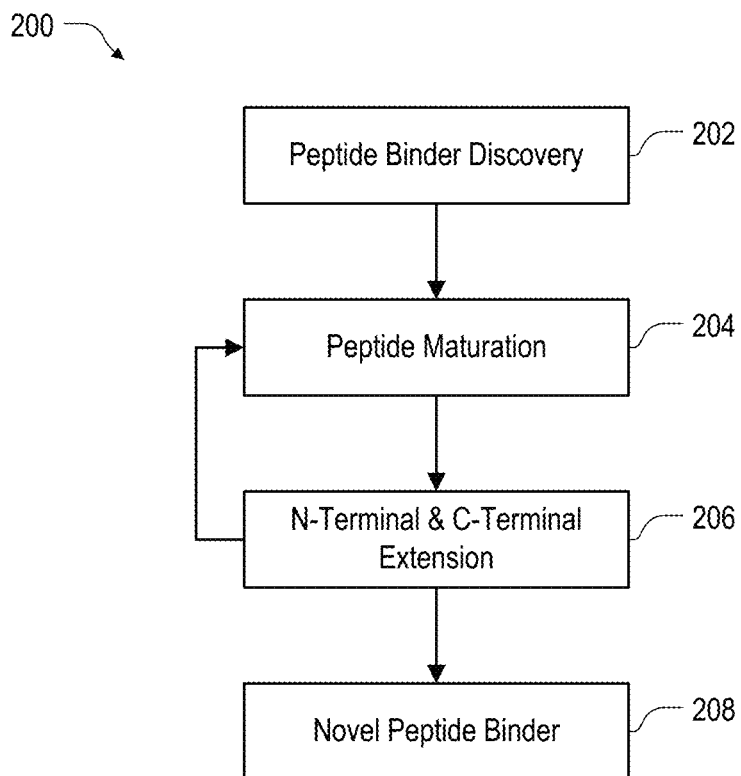 200
Peptide Binder Discovery
202
Peptide Maturation
204
N-Terminal & C-Terminal
Extension
206
Novel Peptide Binder
208